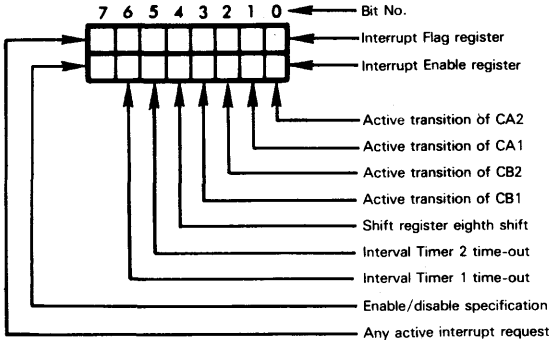 7 6 5 4 3 2 1 0 Bit No.
Interrupt Flag register
Interrupt Enable register
Active transition of CA2
Active transition of CA1
Active transition of CB2
Active transition of CB1
Shift register eighth shift
Interval Timer 2 time-out
Interval Timer 1 time-out
Enable/disable specification
Any active interrupt request